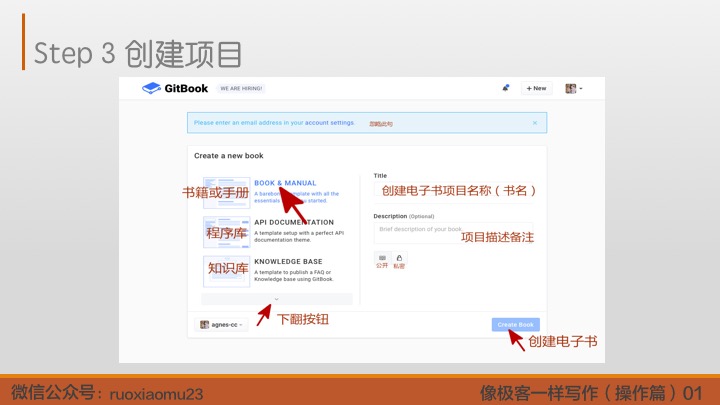 Step 3 创建项目
GitBook
WE ARE HIRING!
+ New
Please enter an email address in your account settings.
忽略此句
×
Create a new book
BOOK & MANUAL
书籍或手册
A barebone template with all the
essentials to get you started.
API DOCUMENTATION
程序库
A template setup with a perfect API
documentation theme.
KNOWLEDGE BASE
知识库
A template to publish a FAQ or
Knowledge base using GitBook.
下翻按钮
agnes-cc
Title
创建电子书项目名称（书名）
Description (Optional)
Brief description of your book
项目描述备注
公开 私密
Create Book
创建电子书
微信公众号：ruoxiaomu23
像极客一样写作（操作篇）01